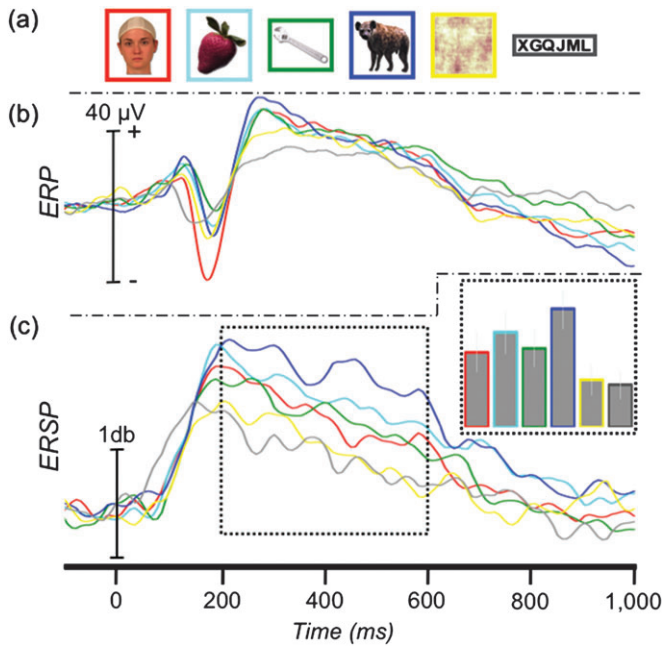 (a)
XGQJML
(b)
40 µV
+
-
ERP
(c)
1db
ERSP
0 200 400 600 800 1,000
Time (ms)